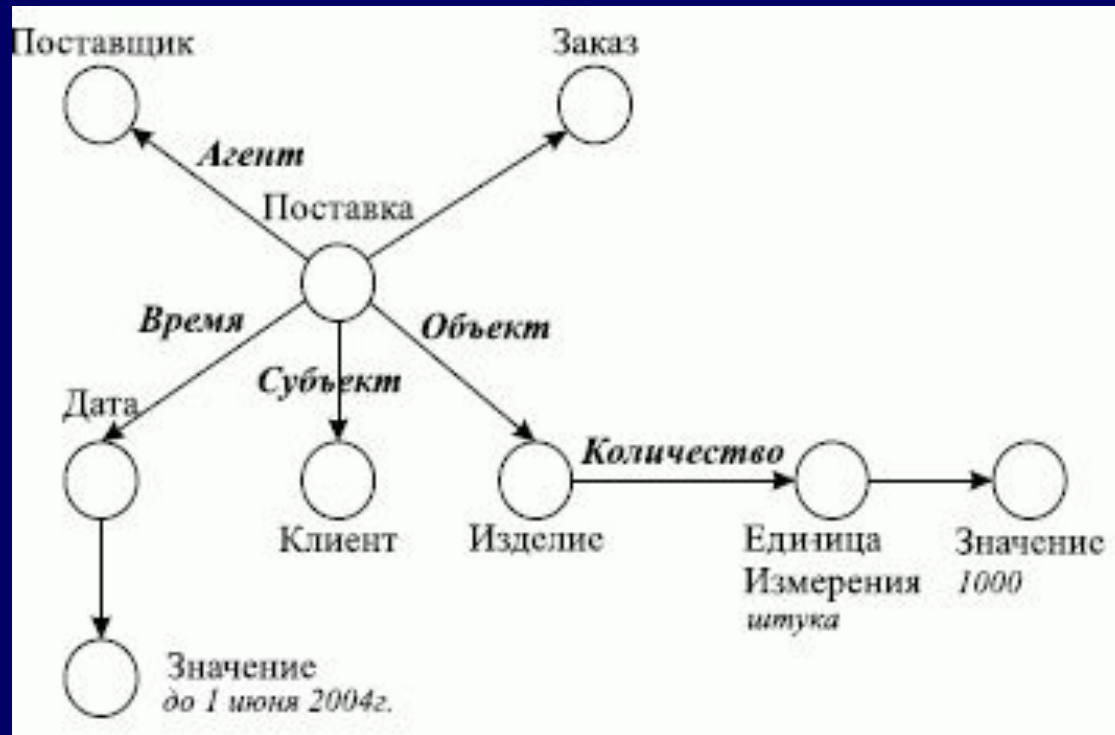 Поставщик
Заказ
Агент
Поставка
Время
Объект
Субъект
Дата
Количество
Клиент
Изделие
Единица
Измерения
штука
Значение
1000
Значение
до 1 июня 2004г.